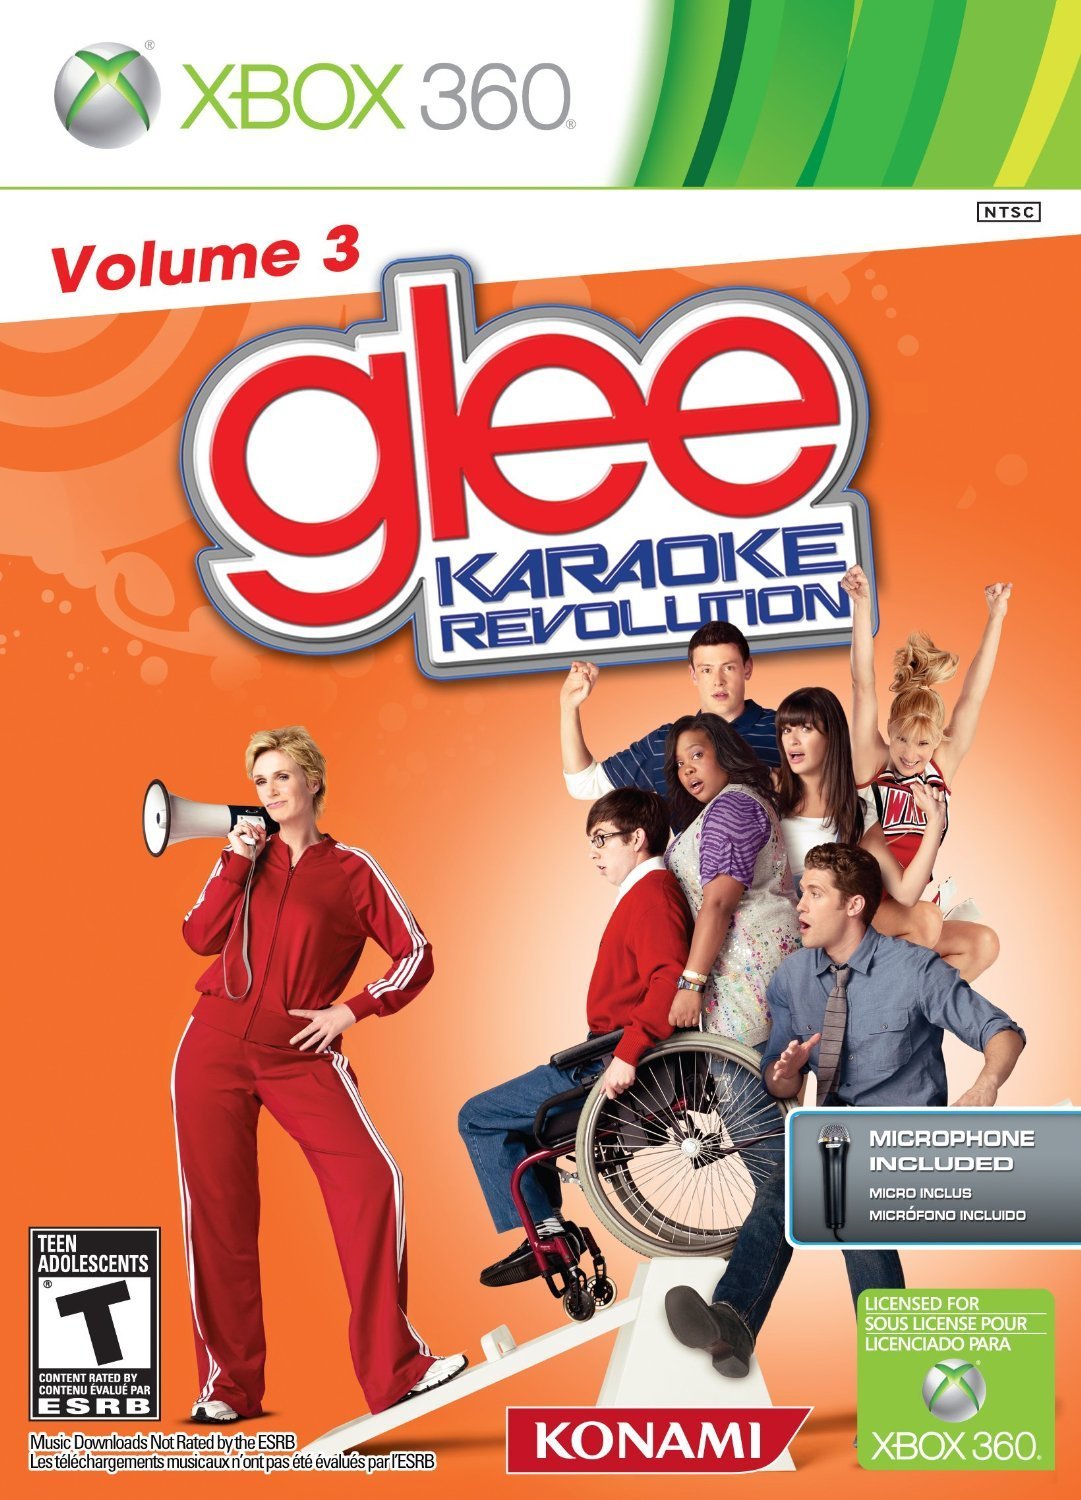 XBOX 360®
NTSC
Volume 3
glee
KARAOKE
REVOLUTION
MICROPHONE
INCLUDED
MICRO INCLUS
MICRÓFONO INCLUIDO
TEEN
ADOLESCENTS
T
CONTENT RATED BY
CONTENU ÉVALUÉ PAR
ESRB
Music Downloads Not Rated by the ESRB
Les téléchargements musicaux n'ont pas été évalués par l'ESRB
KONAMI
LICENSED FOR
SOUS LICENSE POUR
LICENCIADO PARA
XBOX 360.